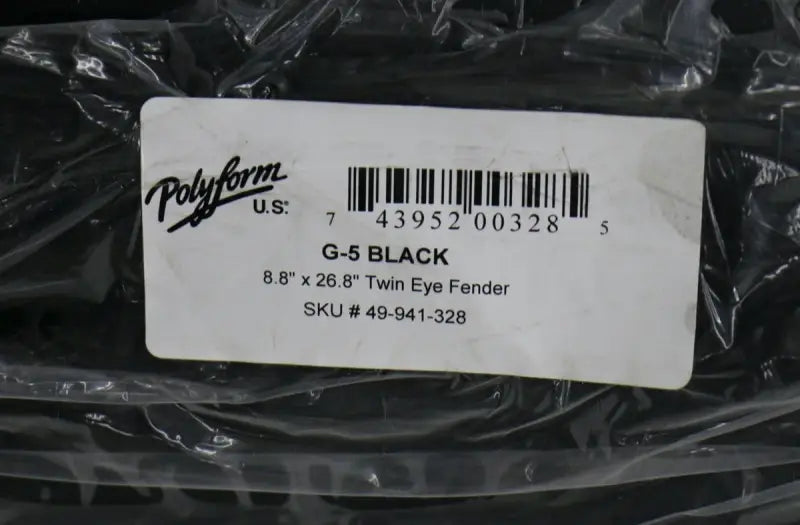 Polyform
U.S.®
7 43952 00328 5
G-5 BLACK
8.8" x 26.8" Twin Eye Fender
SKU # 49-941-328